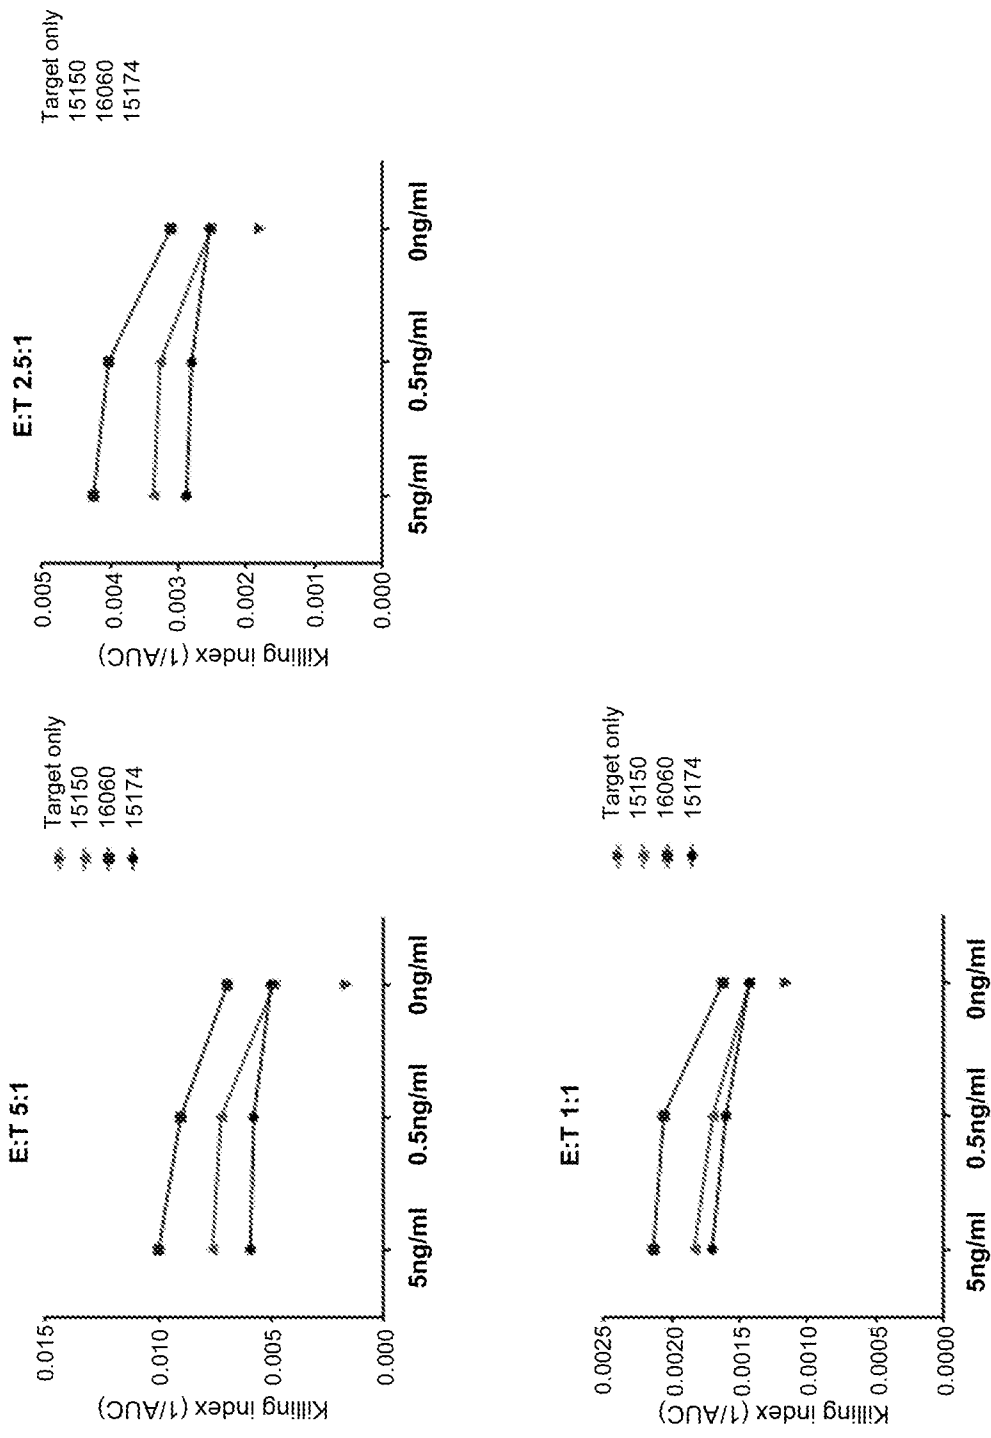 E:T 5:1
Killing index (1/AUC)
0.015
0.010
0.005
0.000
5ng/ml
0.5ng/ml
0ng/ml
Target only
15150
16060
15174
E:T 2.5:1
Killing index (1/AUC)
0.005
0.004
0.003
0.002
0.001
0.000
5ng/ml
0.5ng/ml
0ng/ml
Target only
15150
16060
15174
E:T 1:1
Killing index (1/AUC)
0.0025
0.0020
0.0015
0.0010
0.0005
0.0000
5ng/ml
0.5ng/ml
0ng/ml
Target only
15150
16060
15174